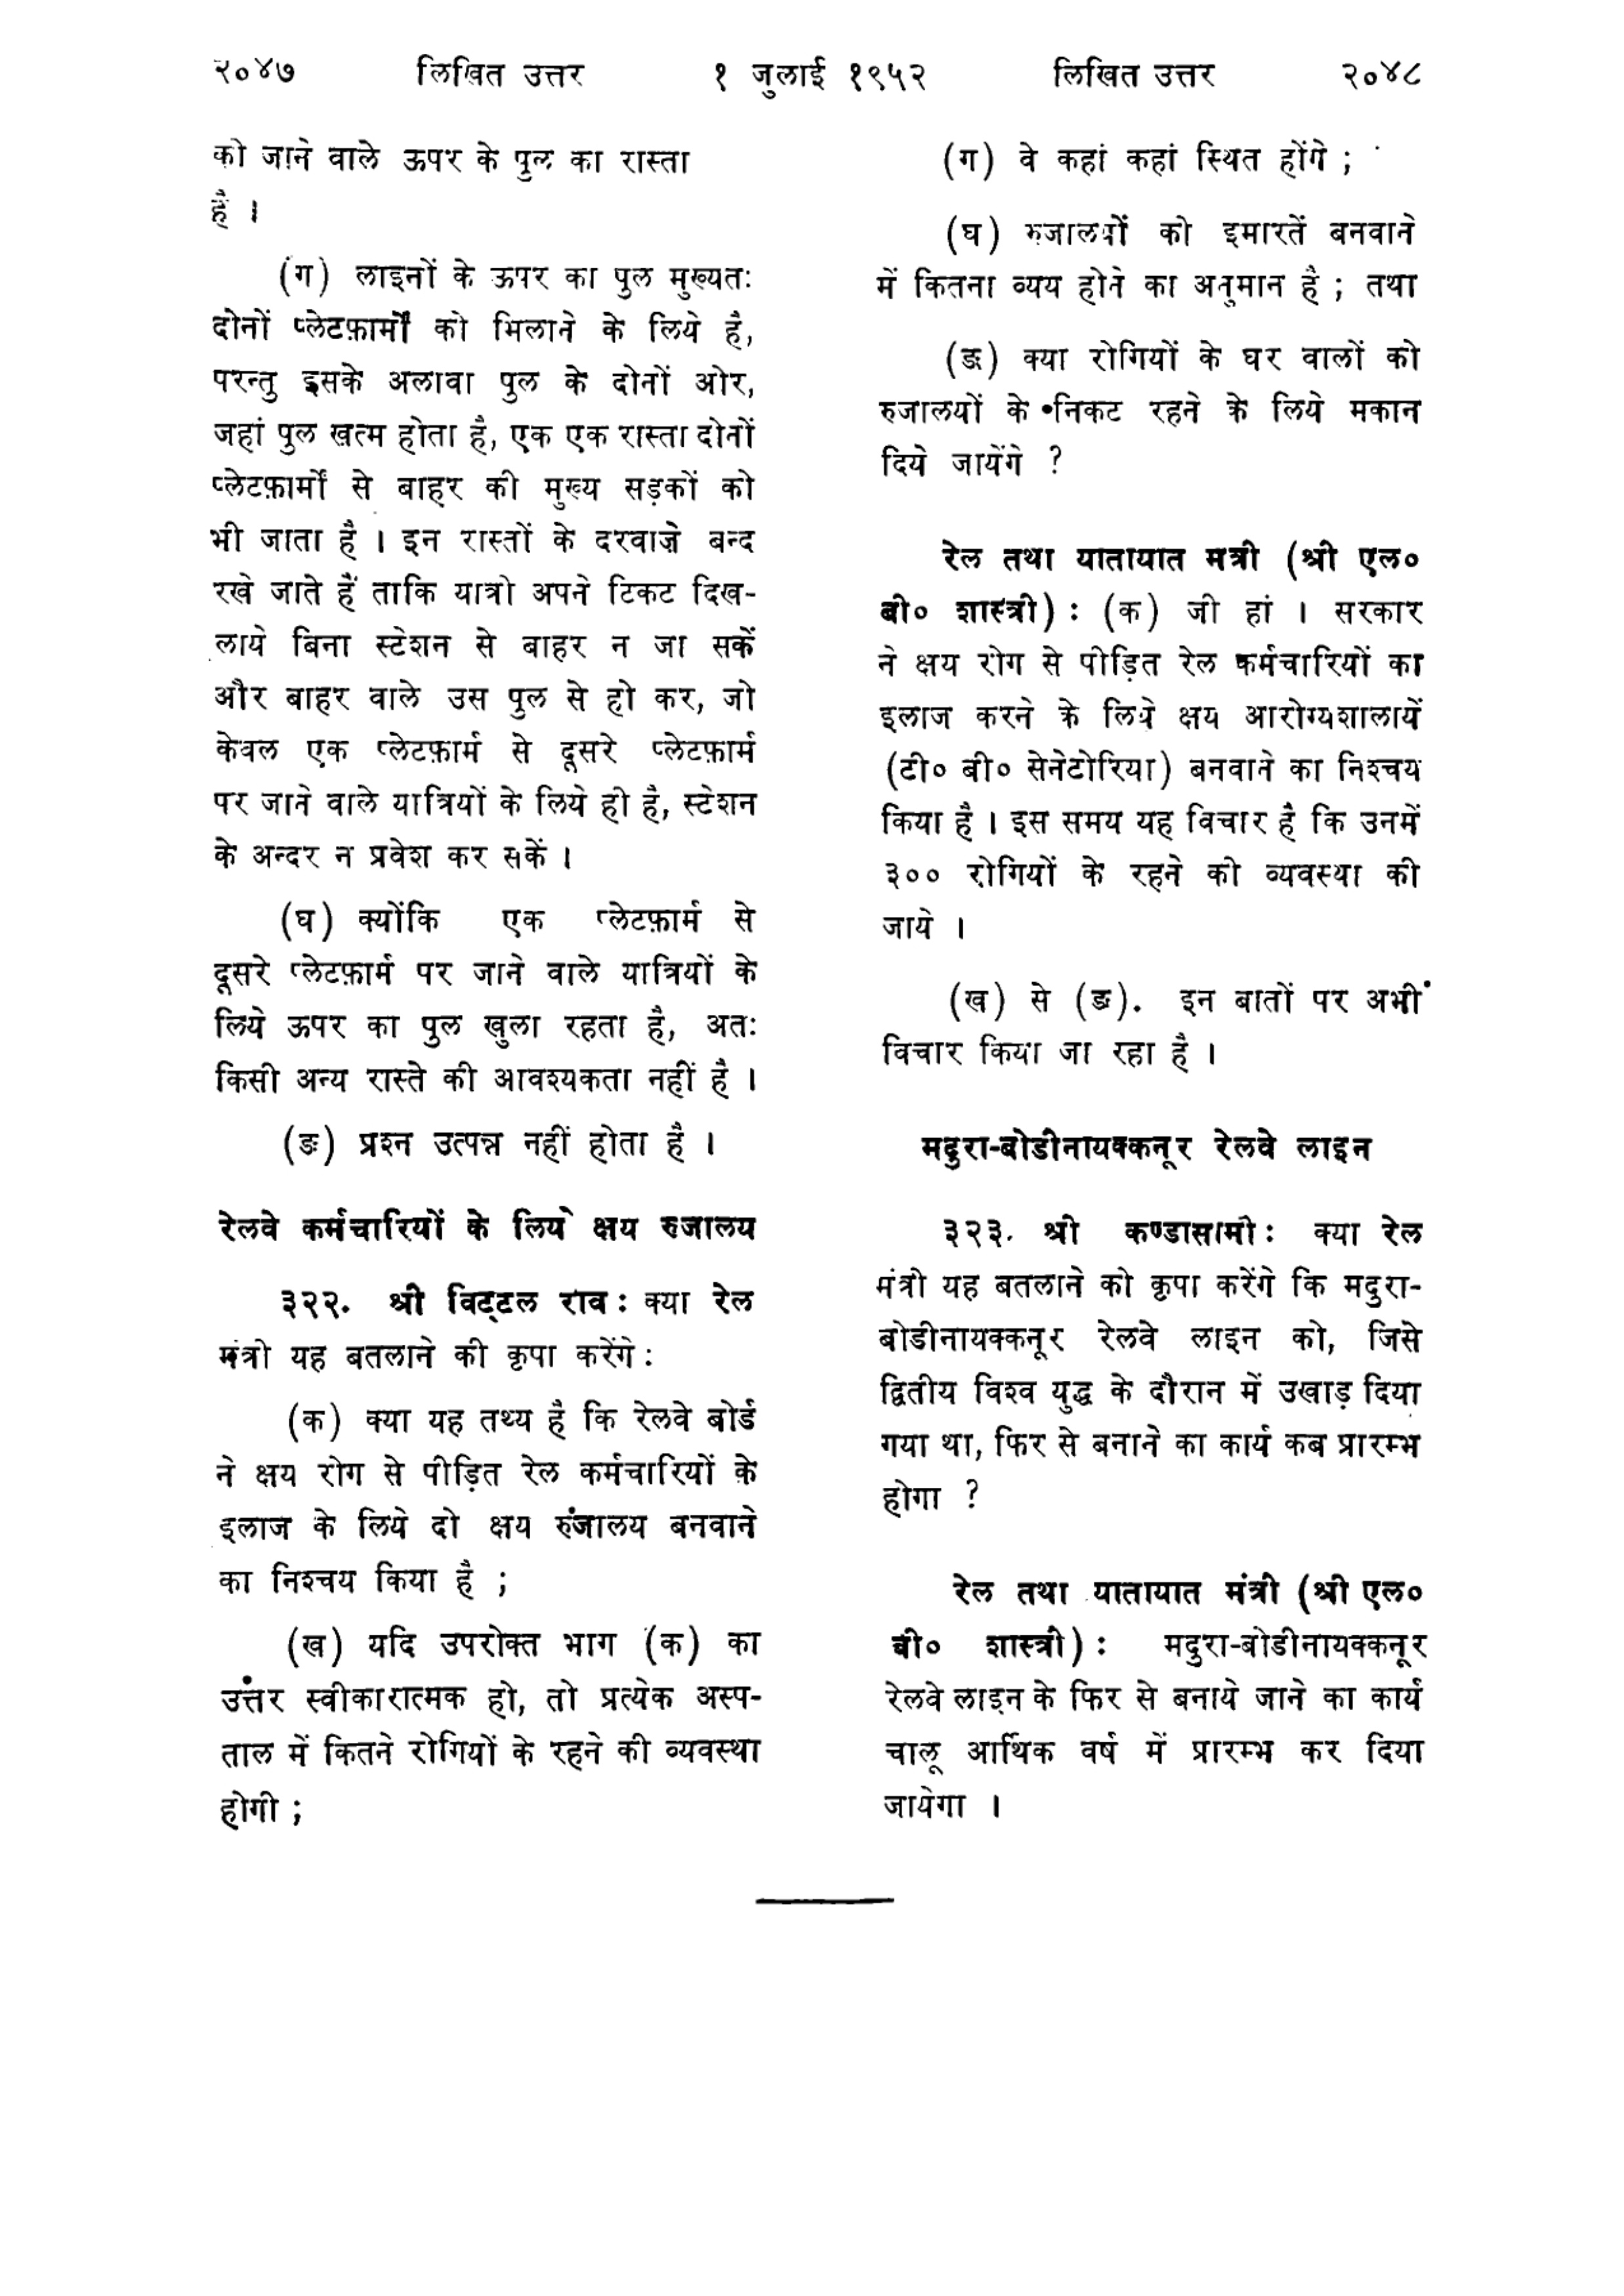 २०४७ लिखित उत्तर १ जुलाई १९५२ लिखित उत्तर २०४८
को जाने वाले ऊपर के पुल का रास्ता
है ।
(ग) लाइनों के ऊपर का पुल मुख्यतः
दोनों प्लेटफ़ार्मों को मिलाने के लिये है,
परन्तु इसके अलावा पुल के दोनों ओर,
जहां पुल खत्म होता है, एक एक रास्ता दोनों
प्लेटफ़ार्मों से बाहर की मुख्य सड़कों को
भी जाता है । इन रास्तों के दरवाज़े बन्द
रखे जाते हैं ताकि यात्री अपने टिकट दिख-
लाये बिना स्टेशन से बाहर न जा सकें
और बाहर वाले उस पुल से हो कर, जो
केवल एक प्लेटफ़ार्म से दूसरे प्लेटफ़ार्म
पर जाने वाले यात्रियों के लिये ही है, स्टेशन
के अन्दर न प्रवेश कर सकें ।
(घ) क्योंकि एक प्लेटफ़ार्म से
दूसरे प्लेटफ़ार्म पर जाने वाले यात्रियों के
लिये ऊपर का पुल खुला रहता है, अतः
किसी अन्य रास्ते की आवश्यकता नहीं है ।
(ङ) प्रश्न उत्पन्न नहीं होता है ।
रेलवे कर्मचारियों के लिये क्षय रुजालय
३२२. श्री विट्टल राव : क्या रेल
मंत्री यह बतलाने की कृपा करेंगे :
(क) क्या यह तथ्य है कि रेलवे बोर्ड
ने क्षय रोग से पीड़ित रेल कर्मचारियों के
इलाज के लिये दो क्षय रुजालय बनवाने
का निश्चय किया है ;
(ख) यदि उपरोक्त भाग (क) का
उत्तर स्वीकारात्मक हो, तो प्रत्येक अस्प-
ताल में कितने रोगियों के रहने की व्यवस्था
होगी ;
(ग) वे कहां कहां स्थित होंगे ;
(घ) रुजालयों को इमारतें बनवाने
में कितना व्यय होने का अनुमान है ; तथा
(ङ) क्या रोगियों के घर वालों को
रुजालयों के निकट रहने के लिये मकान
दिये जायेंगे ?
रेल तथा यातायात मंत्री (श्री एल०
बी० शास्त्री) : (क) जी हां । सरकार
ने क्षय रोग से पीड़ित रेल कर्मचारियों का
इलाज करने के लिये क्षय आरोग्यशालायें
(टी० बी० सेनेटोरिया) बनवाने का निश्चय
किया है । इस समय यह विचार है कि उनमें
३०० रोगियों के रहने को व्यवस्था की
जाये ।
(ख) से (ङ). इन बातों पर अभी
विचार किया जा रहा है ।
मदुरा-बोडीनायक्कनूर रेलवे लाइन
३२३. श्री कण्डासामी : क्या रेल
मंत्री यह बतलाने को कृपा करेंगे कि मदुरा-
बोडीनायक्कनूर रेलवे लाइन को, जिसे
द्वितीय विश्व युद्ध के दौरान में उखाड़ दिया
गया था, फिर से बनाने का कार्य कब प्रारम्भ
होगा ?
रेल तथा यातायात मंत्री (श्री एल०
बी० शास्त्री) : मदुरा-बोडीनायक्कनूर
रेलवे लाइन के फिर से बनाये जाने का कार्य
चालू आर्थिक वर्ष में प्रारम्भ कर दिया
जायेगा ।